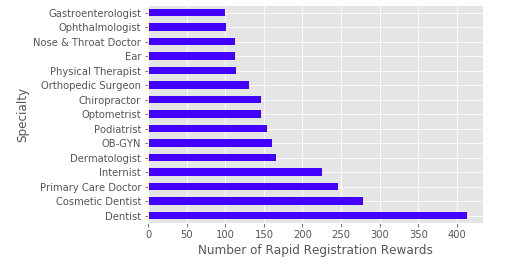 Gastroenterologist
Ophthalmologist
Nose & Throat Doctor
Ear
Physical Therapist
Orthopedic Surgeon
Chiropractor
Optometrist
Podiatrist
OB-GYN
Dermatologist
Internist
Primary Care Doctor
Cosmetic Dentist
Dentist
Specialty
0 50 100 150 200 250 300 350 400
Number of Rapid Registration Rewards